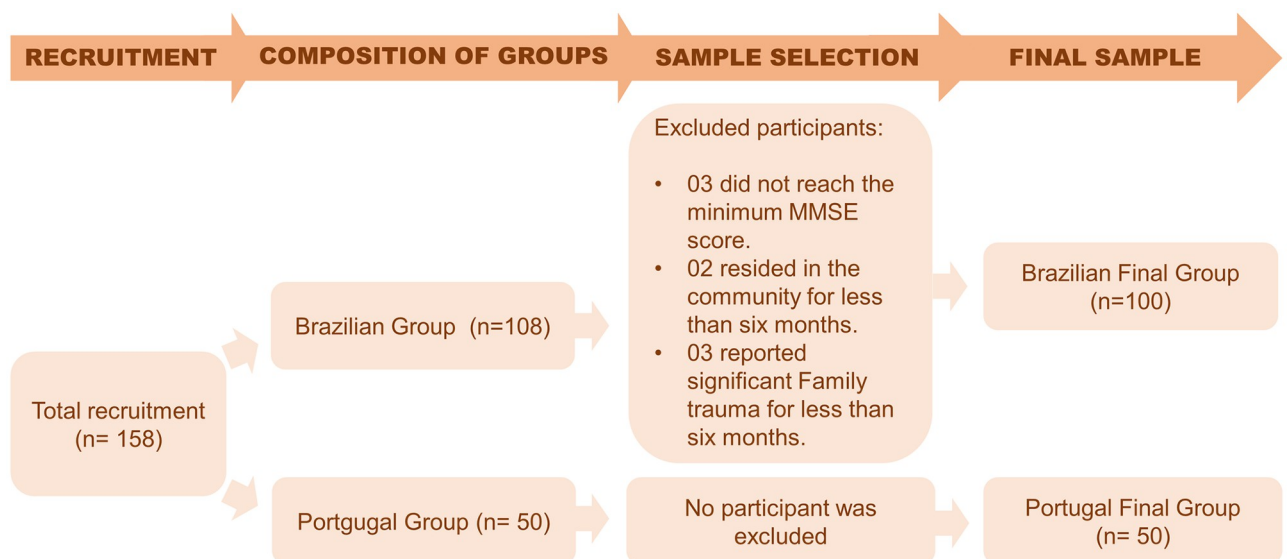 RECRUITMENT
COMPOSITION OF GROUPS
SAMPLE SELECTION
FINAL SAMPLE
Total recruitment
(n= 158)
Brazilian Group (n=108)
Excluded participants:
• 03 did not reach the
minimum MMSE
score.
• 02 resided in the
community for less
than six months.
• 03 reported
significant Family
trauma for less than
six months.
Brazilian Final Group
(n=100)
Portgugal Group (n= 50)
No participant was
excluded
Portugal Final Group
(n= 50)